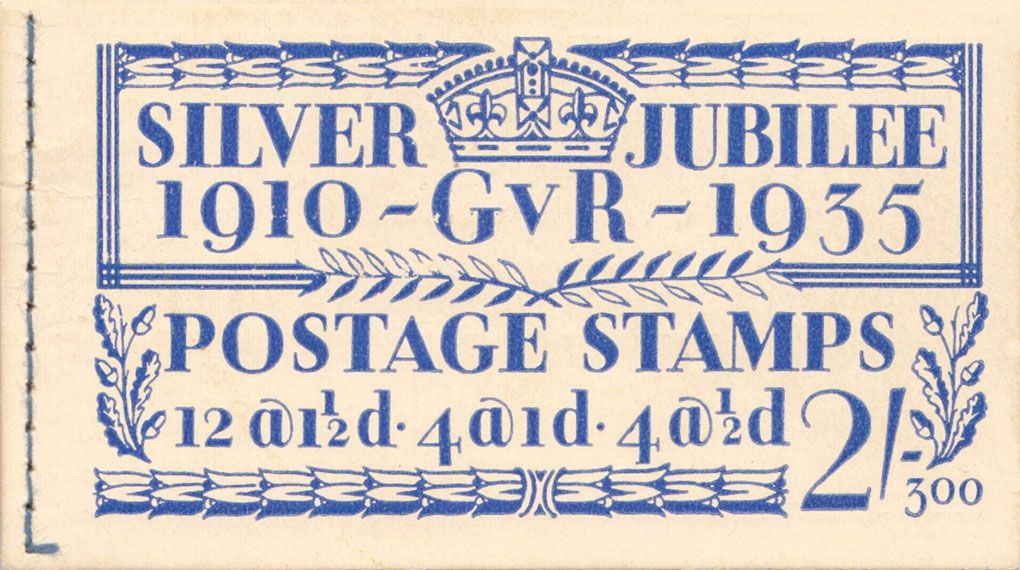 SILVER JUBILEE
1910 ~ GvR ~ 1935
POSTAGE STAMPS
12 @ 1½d · 4 @ 1d · 4 @ ½d 2/-
300